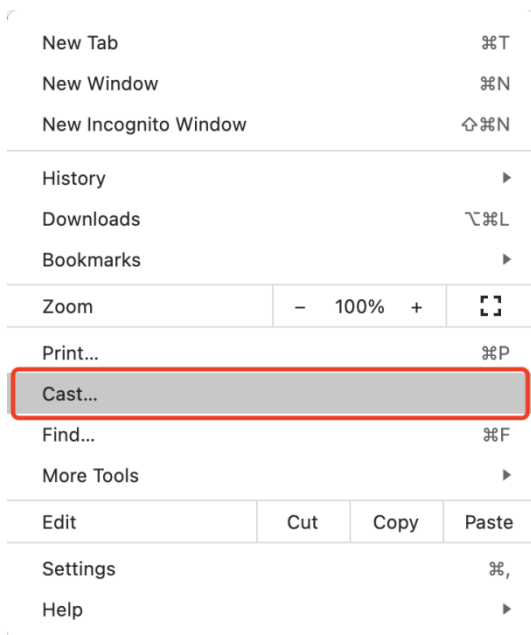 New Tab ⌘T
New Window ⌘N
New Incognito Window ⇧⌘N
History
Downloads ⌥⌘L
Bookmarks
Zoom − 100% +
Print... ⌘P
Cast...
Find... ⌘F
More Tools
Edit Cut Copy Paste
Settings ⌘,
Help